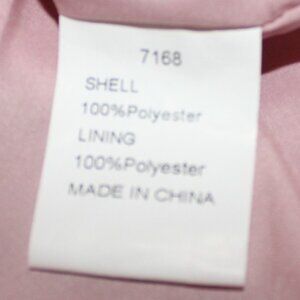 7168
SHELL
100%Polyester
LINING
100%Polyester
MADE IN CHINA